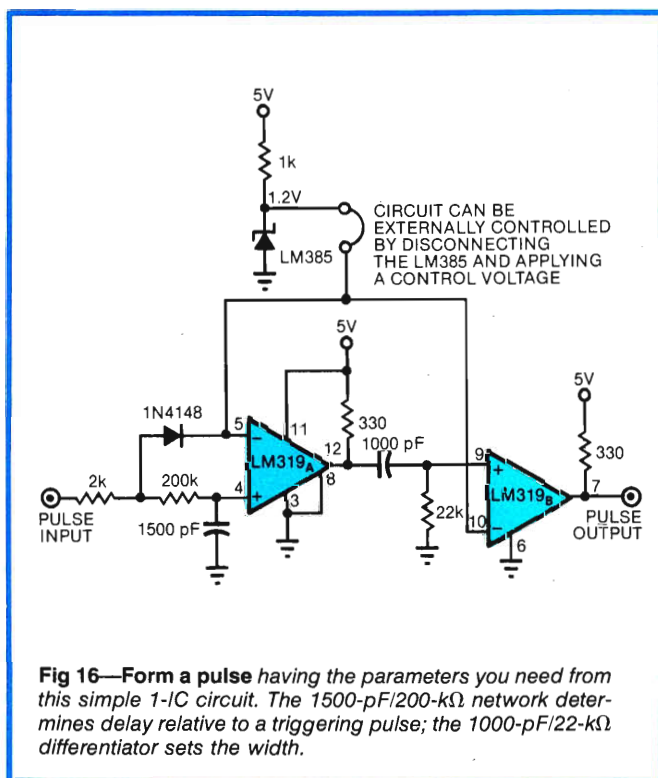 5V
1k
1.2V
LM385
CIRCUIT CAN BE
EXTERNALLY CONTROLLED
BY DISCONNECTING
THE LM385 AND APPLYING
A CONTROL VOLTAGE
5V
330
1000 pF
1N4148
5
11
12
LM319A
8
4
3
2k
200k
PULSE
INPUT
1500 pF
22k
5V
330
9
LM319B
7
10
6
PULSE
OUTPUT
Fig 16—Form a pulse having the parameters you need from
this simple 1-IC circuit. The 1500-pF/200-kΩ network deter-
mines delay relative to a triggering pulse; the 1000-pF/22-kΩ
differentiator sets the width.